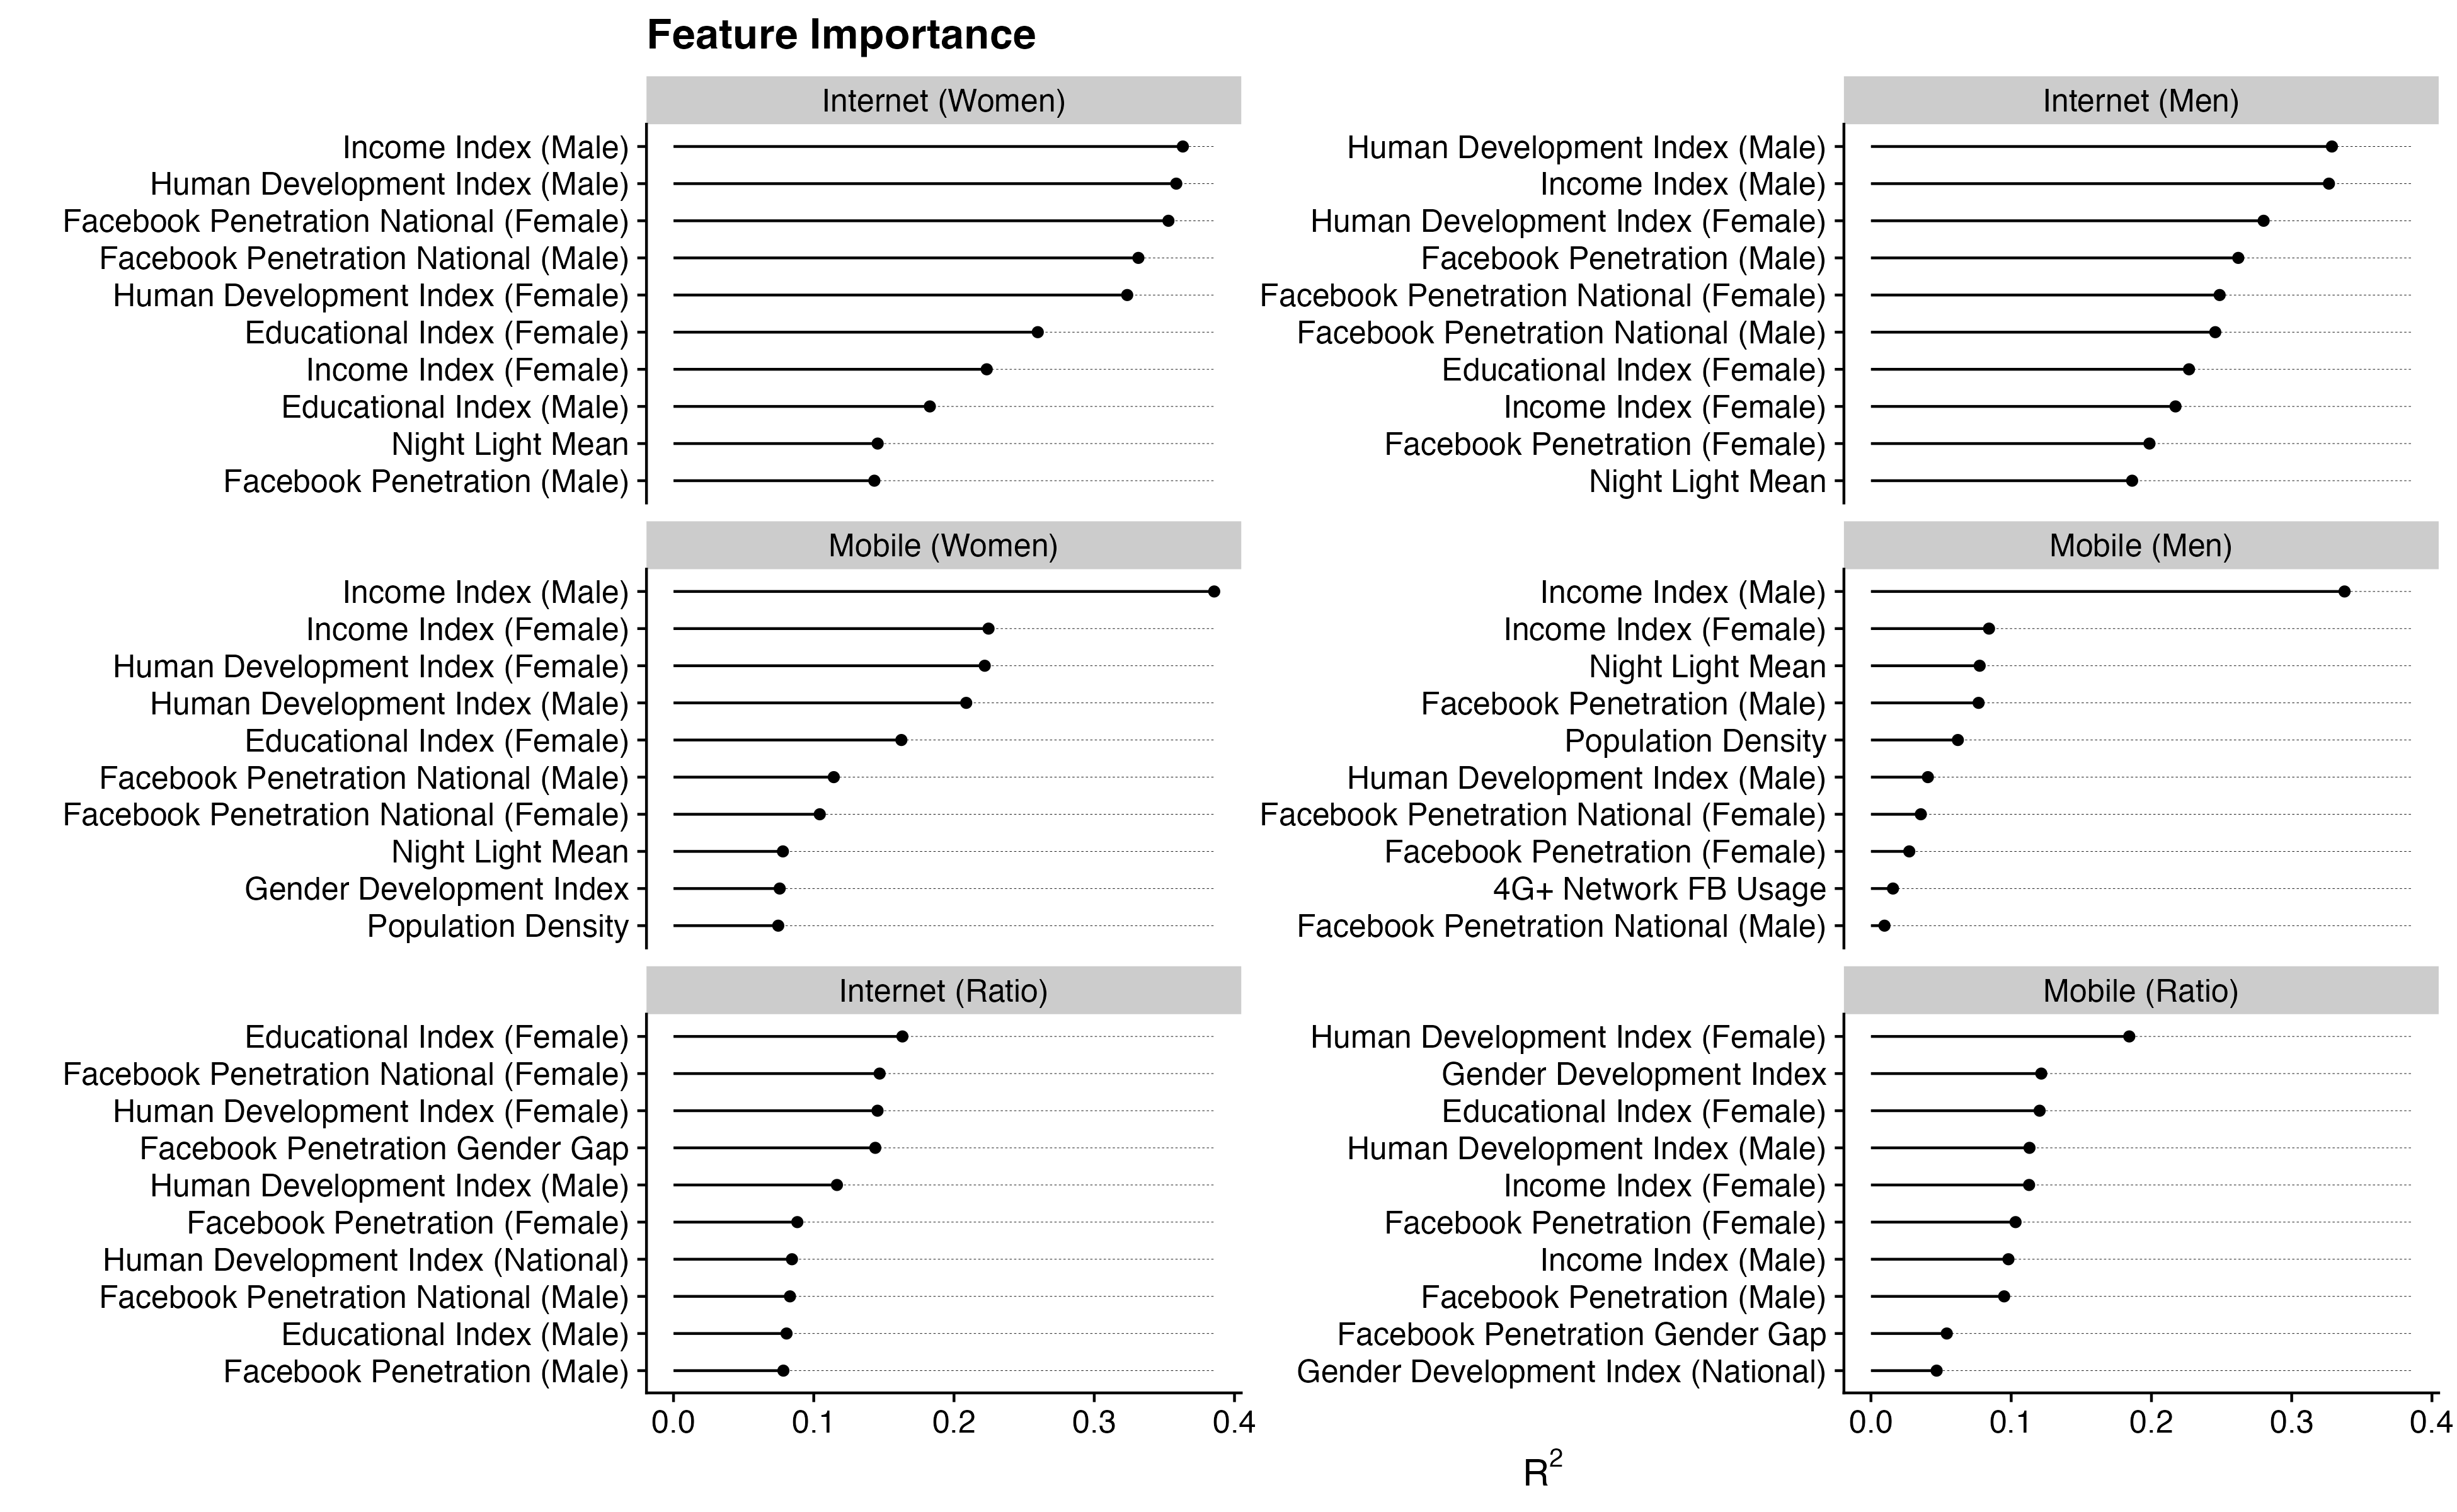 Feature Importance
Internet (Women)
Income Index (Male)
Human Development Index (Male)
Facebook Penetration National (Female)
Facebook Penetration National (Male)
Human Development Index (Female)
Educational Index (Female)
Income Index (Female)
Educational Index (Male)
Night Light Mean
Facebook Penetration (Male)
Internet (Men)
Human Development Index (Male)
Income Index (Male)
Human Development Index (Female)
Facebook Penetration (Male)
Facebook Penetration National (Female)
Facebook Penetration National (Male)
Educational Index (Female)
Income Index (Female)
Facebook Penetration (Female)
Night Light Mean
Mobile (Women)
Income Index (Male)
Income Index (Female)
Human Development Index (Female)
Human Development Index (Male)
Educational Index (Female)
Facebook Penetration National (Male)
Facebook Penetration National (Female)
Night Light Mean
Gender Development Index
Population Density
Mobile (Men)
Income Index (Male)
Income Index (Female)
Night Light Mean
Facebook Penetration (Male)
Population Density
Human Development Index (Male)
Facebook Penetration National (Female)
Facebook Penetration (Female)
4G+ Network FB Usage
Facebook Penetration National (Male)
Internet (Ratio)
Educational Index (Female)
Facebook Penetration National (Female)
Human Development Index (Female)
Facebook Penetration Gender Gap
Human Development Index (Male)
Facebook Penetration (Female)
Human Development Index (National)
Facebook Penetration National (Male)
Educational Index (Male)
Facebook Penetration (Male)
0.0 0.1 0.2 0.3 0.4
Mobile (Ratio)
Human Development Index (Female)
Gender Development Index
Educational Index (Female)
Human Development Index (Male)
Income Index (Female)
Facebook Penetration (Female)
Income Index (Male)
Facebook Penetration (Male)
Facebook Penetration Gender Gap
Gender Development Index (National)
0.0 0.1 0.2 0.3 0.4
R²